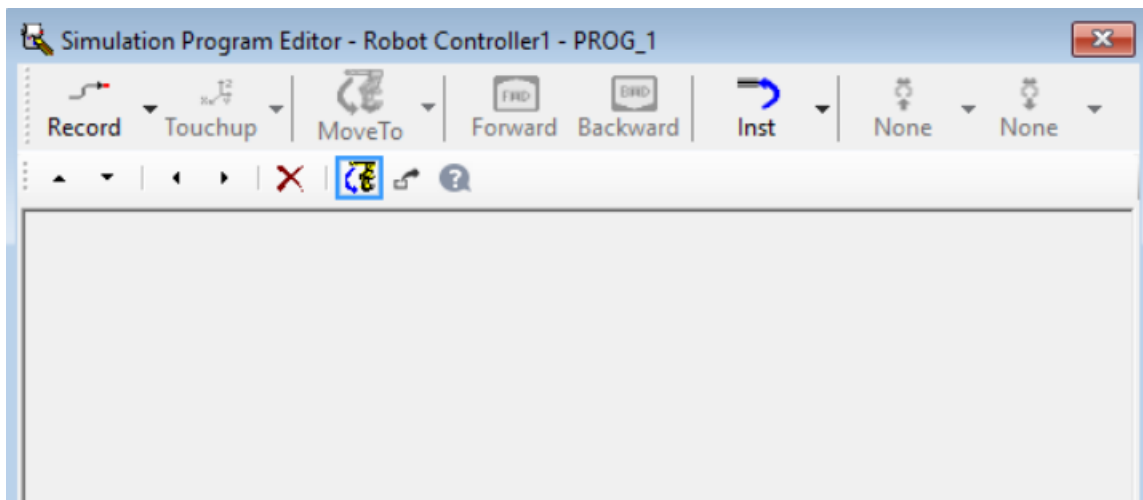 Simulation Program Editor - Robot Controller1 - PROG_1
Record Touchup MoveTo FWD Forward BWD Backward Inst None None